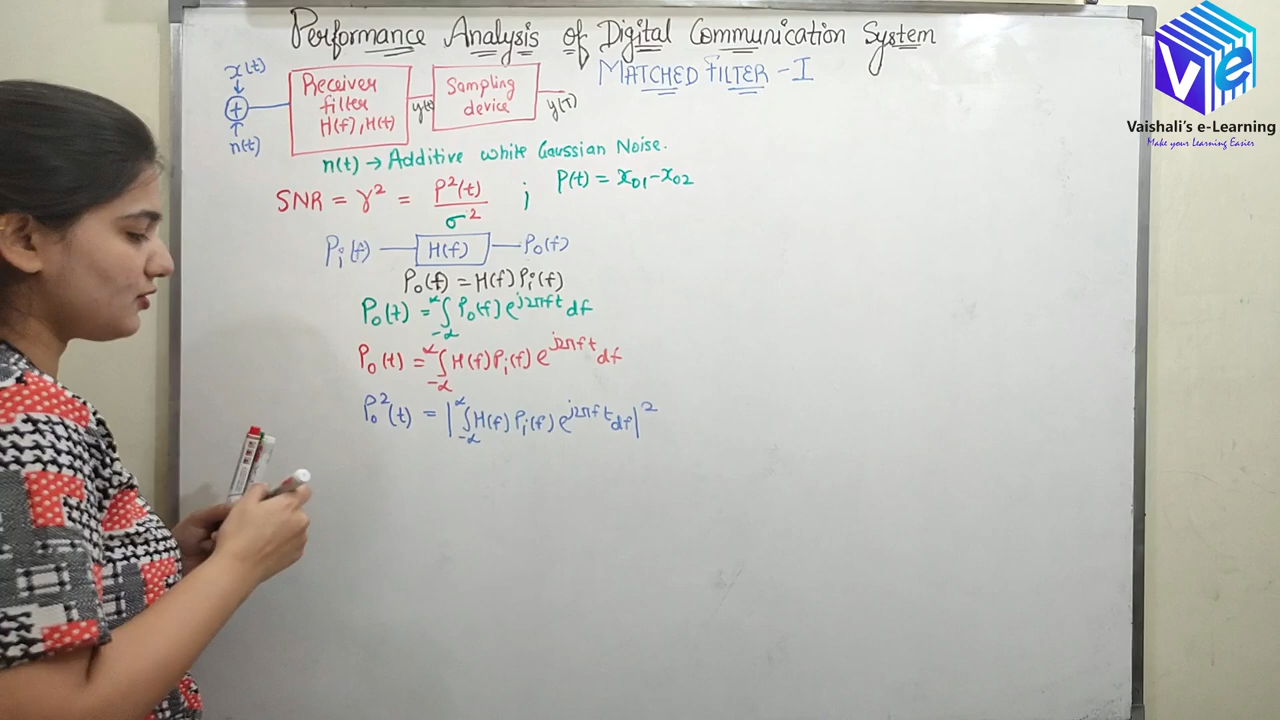 Performance Analysis of Digital Communication System
MATCHED FILTER - I
x(t)
+
n(t)
Receiver
filter
H(f), H(t)
y(t)
Sampling
device
y(T)
n(t) → Additive white Gaussian Noise.
SNR = γ² = P²(t)/σ² ; P(t) = x₀₁ - x₀₂
Pi(f) — H(f) — P₀(f)
P₀(f) = H(f) Pi(f)
P₀(t) = ∫_{-∞}^{∞} P₀(f) e^{j2πft} df
P₀(t) = ∫_{-∞}^{∞} H(f) Pi(f) e^{j2πft} df
P₀²(t) = |∫_{-∞}^{∞} H(f) Pi(f) e^{j2πft} df|²
Ve
Vaishali's e-Learning
Make your Learning Easier